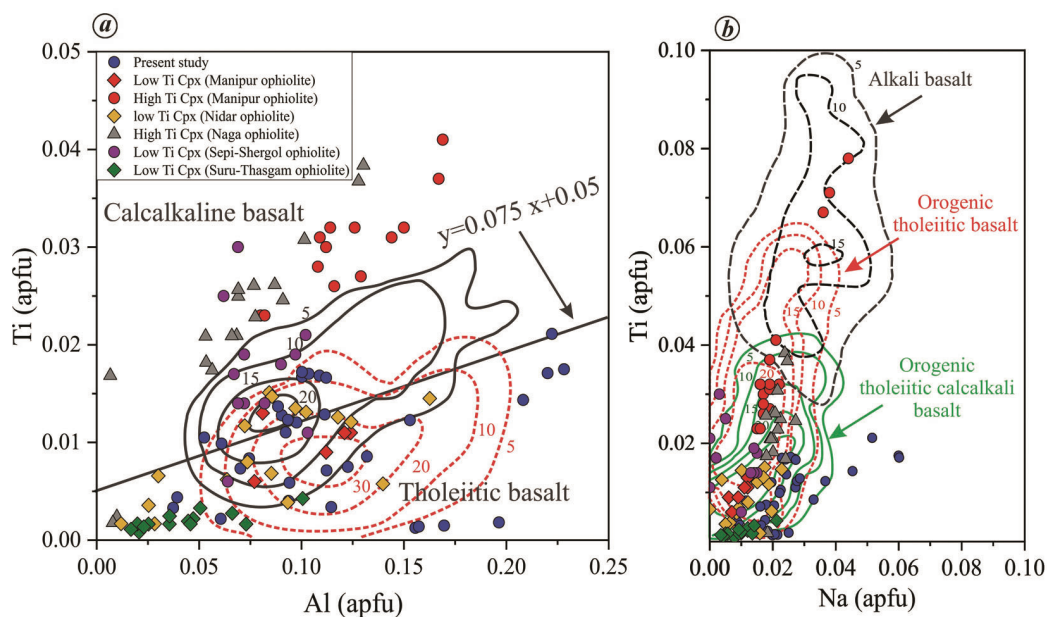 a
0.05
0.04
0.03
0.02
0.01
0.00
Ti (apfu)
Present study
Low Ti Cpx (Manipur ophiolite)
High Ti Cpx (Manipur ophiolite)
low Ti Cpx (Nidar ophiolite)
High Ti Cpx (Naga ophiolite)
Low Ti Cpx (Sepi-Shergol ophiolite)
Low Ti Cpx (Suru-Thasgam ophiolite)
Calcalkaline basalt
y=0.075 x+0.05
5
10
15
20
10
5
20
30
Tholeiitic basalt
0.00 0.05 0.10 0.15 0.20 0.25
Al (apfu)
b
0.10
0.08
0.06
0.04
0.02
0.00
Ti (apfu)
5
10
15
Alkali basalt
Orogenic
tholeiitic basalt
15
10
5
5
10
20
15
Orogenic
tholeiitic calcalkali
basalt
0.00 0.02 0.04 0.06 0.08 0.10
Na (apfu)